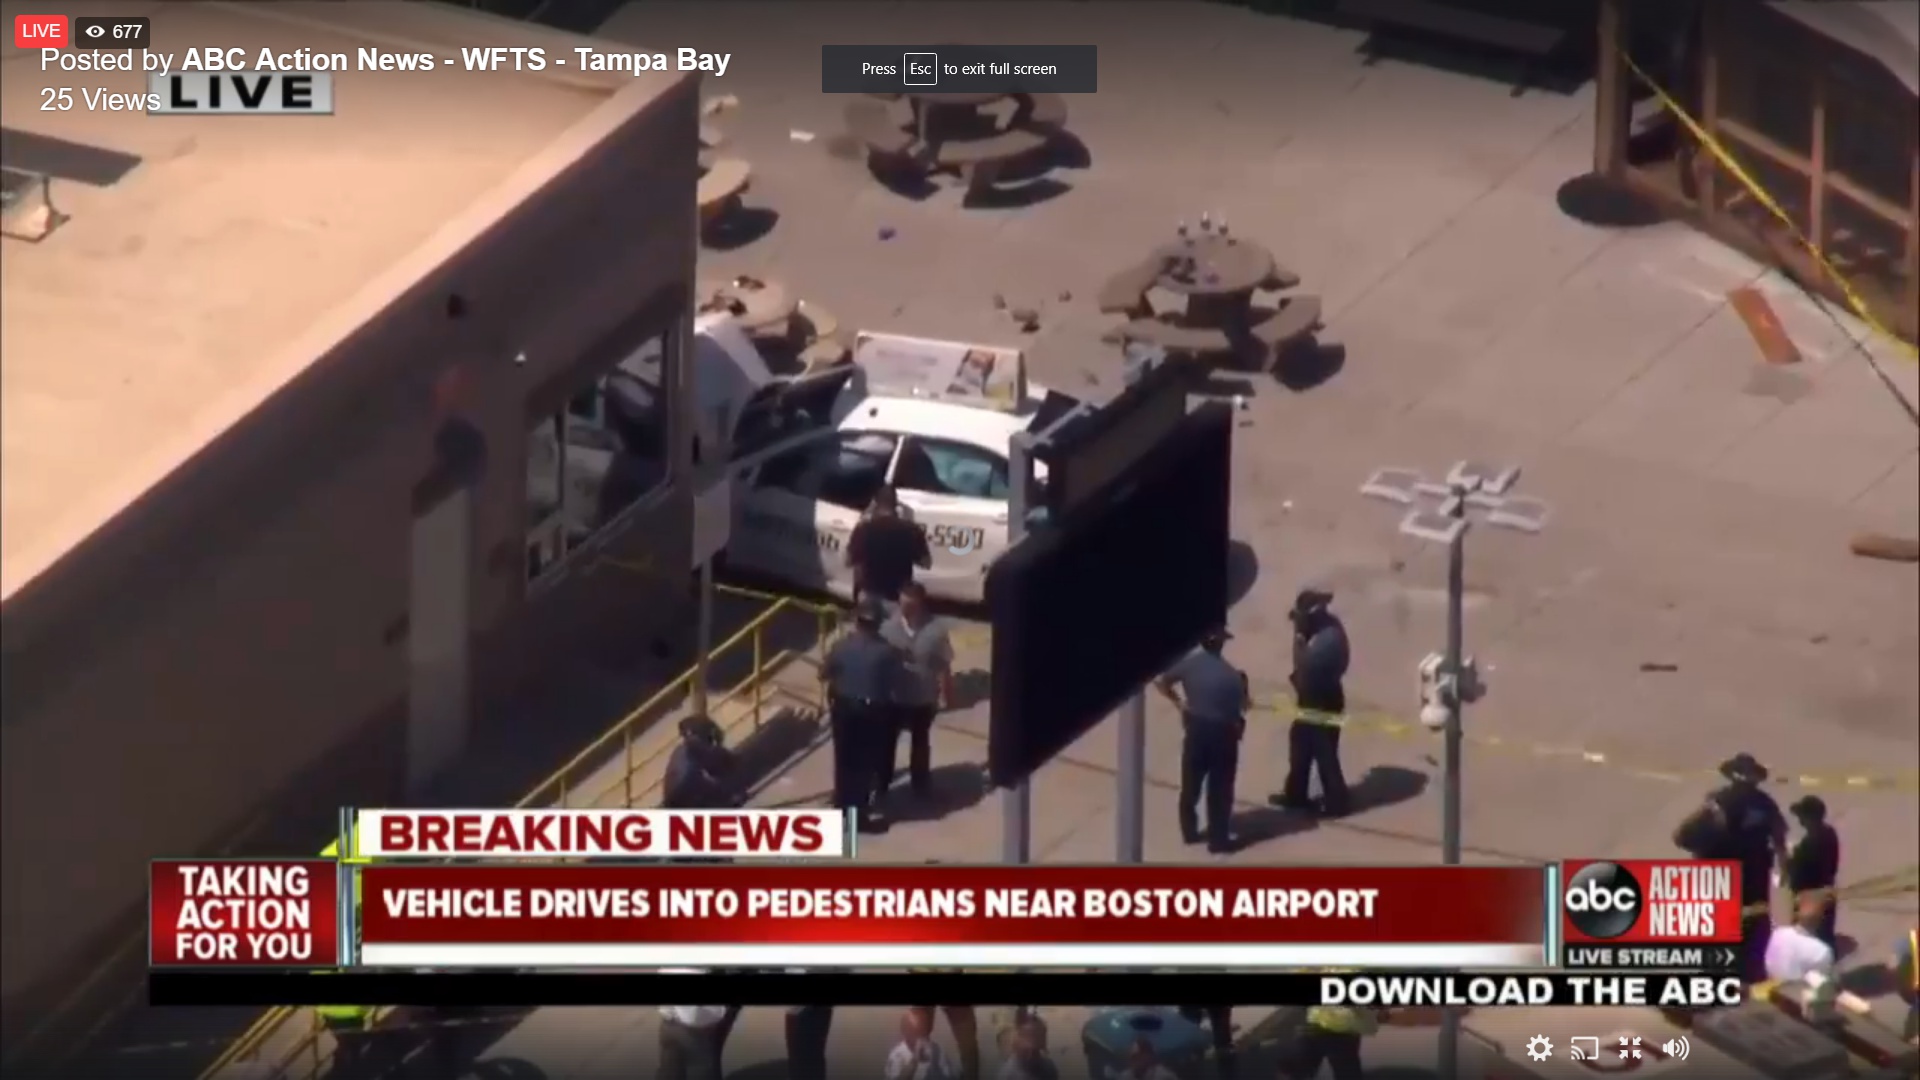 LIVE 677
Posted by ABC Action News - WFTS - Tampa Bay
25 Views
LIVE
Press Esc to exit full screen
-5500
BREAKING NEWS
TAKING
ACTION
FOR YOU
VEHICLE DRIVES INTO PEDESTRIANS NEAR BOSTON AIRPORT
abc ACTION
NEWS
LIVE STREAM
DOWNLOAD THE ABC